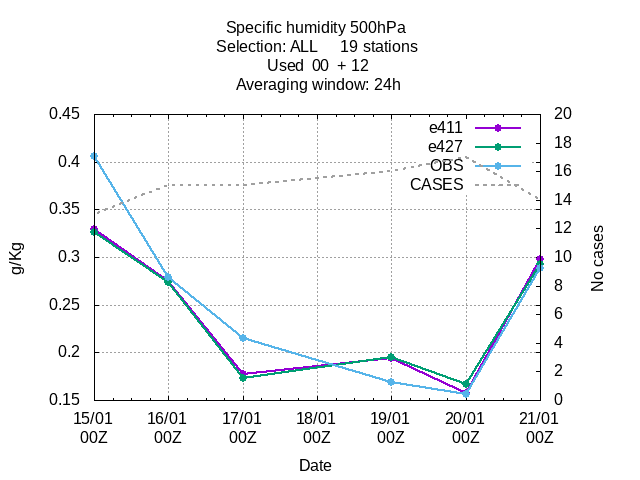 Specific humidity 500hPa
Selection: ALL     19 stations
Used  00  + 12
Averaging window: 24h
0.45
0.4
0.35
0.3
0.25
0.2
0.15
g/Kg
e411
e427
OBS
CASES
20
18
16
14
12
10
8
6
4
2
0
No cases
15/01 16/01 17/01 18/01 19/01 20/01 21/01
00Z 00Z 00Z 00Z 00Z 00Z 00Z
Date